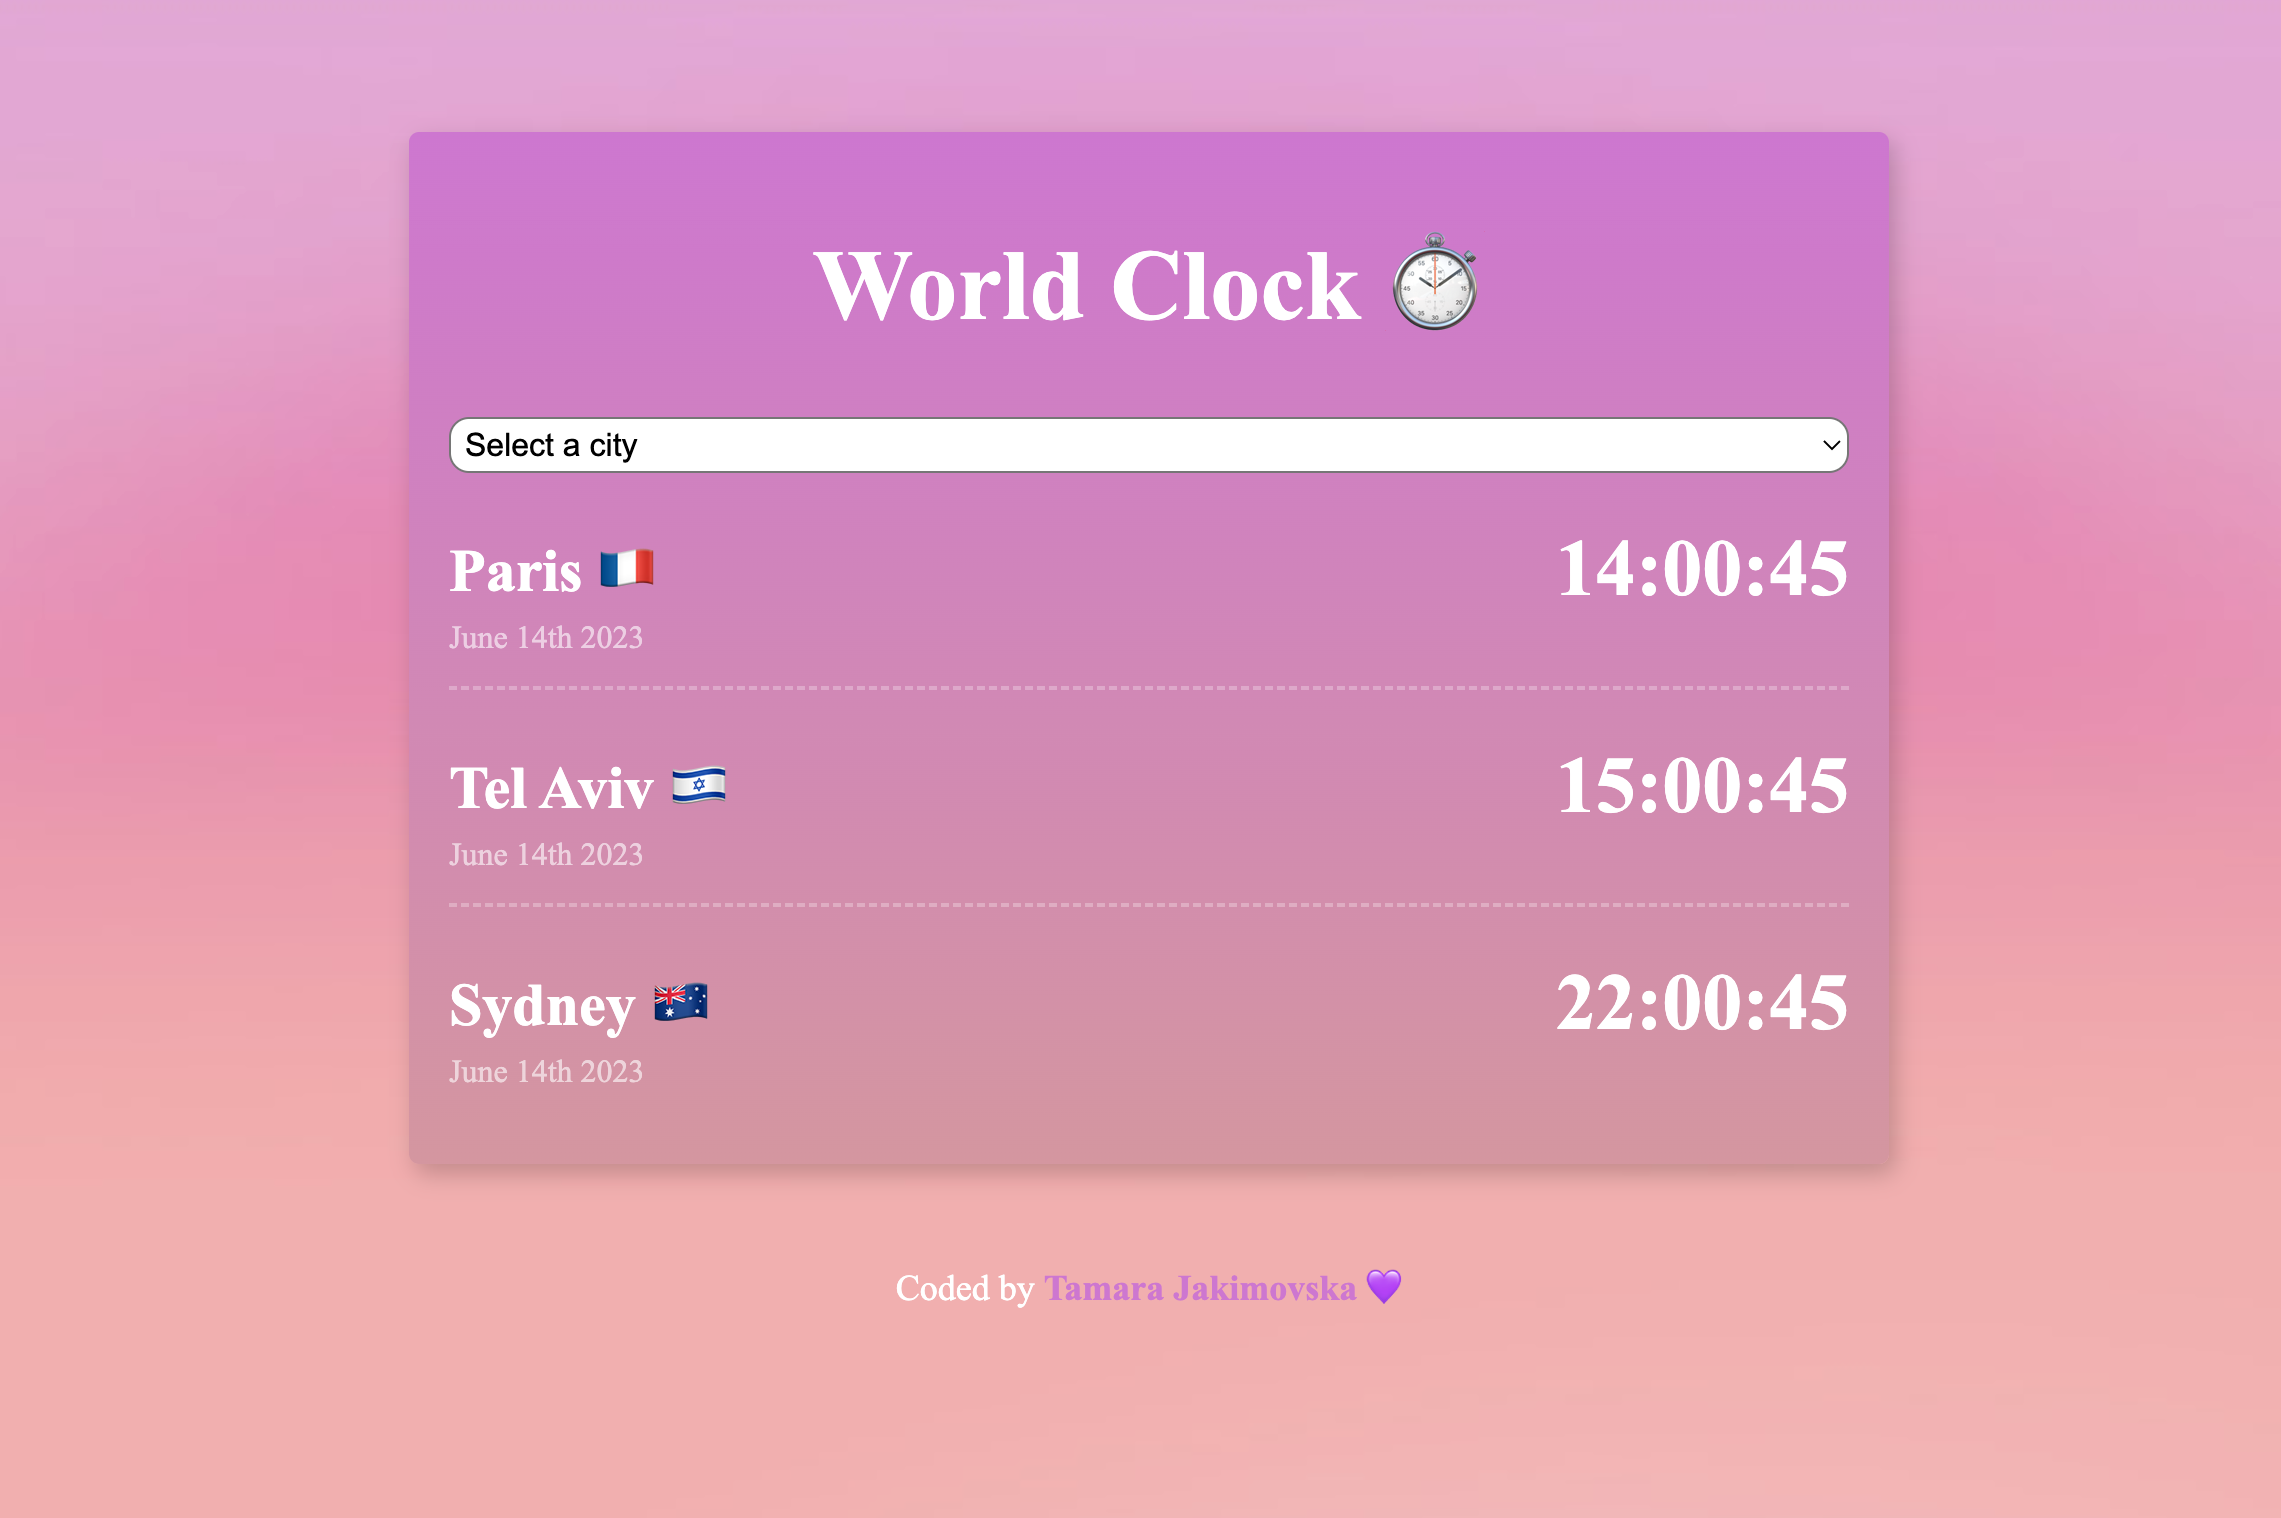 World Clock ⏱️
Select a city
Paris 🇫🇷
14:00:45
June 14th 2023
Tel Aviv 🇮🇱
15:00:45
June 14th 2023
Sydney 🇦🇺
22:00:45
June 14th 2023
Coded by Tamara Jakimovska 💜